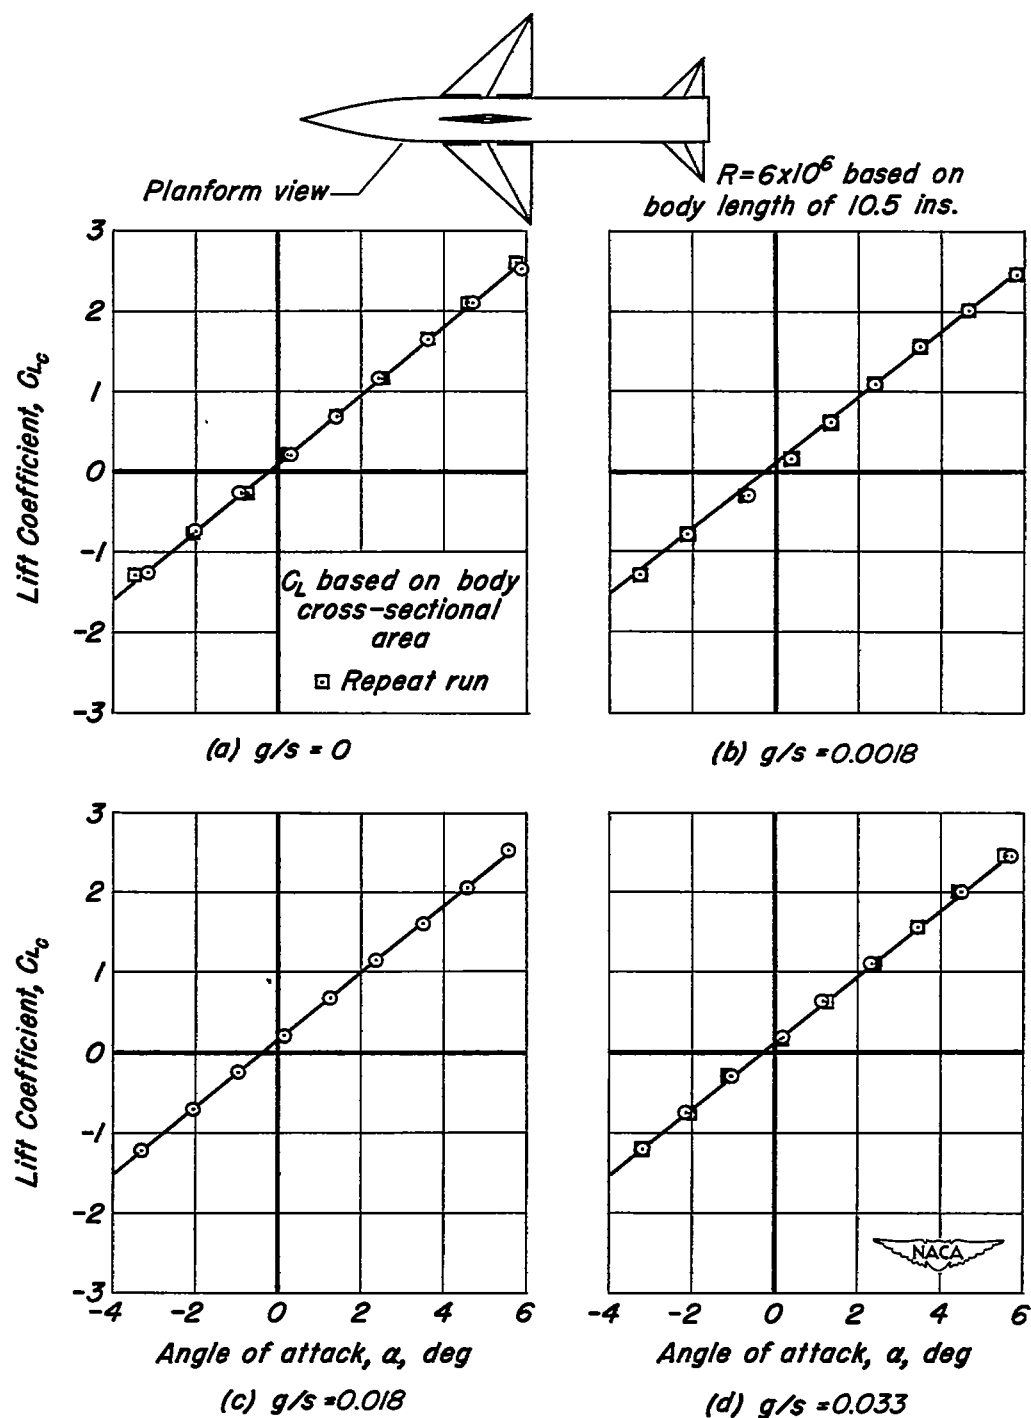 Planform view
R=6x10⁶ based on
body length of 10.5 ins.
3
2
1
0
-1
-2
-3
Lift Coefficient, C_Lc
C_L based on body
cross-sectional
area
⊡ Repeat run
(a) g/s = 0
(b) g/s = 0.0018
3
2
1
0
-1
-2
-3
Lift Coefficient, C_Lc
NACA
-4 -2 0 2 4 6
-4 -2 0 2 4 6
Angle of attack, α, deg
Angle of attack, α, deg
(c) g/s = 0.018
(d) g/s = 0.033